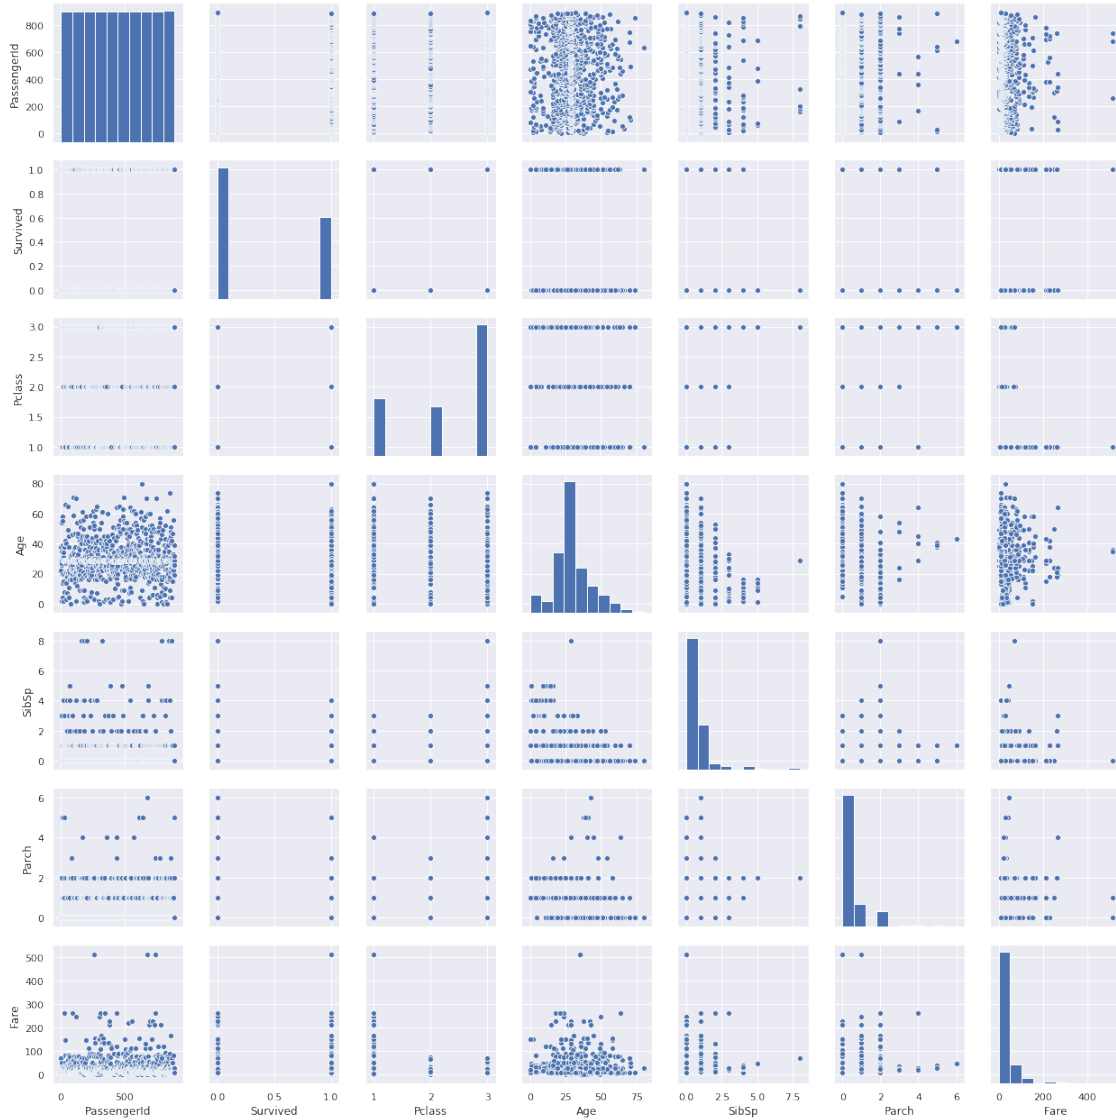 PassengerId
800
600
400
200
0
Survived
1.0
0.8
0.6
0.4
0.2
0.0
Pclass
3.0
2.5
2.0
1.5
1.0
Age
80
60
40
20
0
SibSp
8
6
4
2
0
Parch
6
4
2
0
Fare
500
400
300
200
100
0
0 500
PassengerId
0.0 0.5 1.0
Survived
1 2 3
Pclass
0 25 50 75
Age
0.0 2.5 5.0 7.5
SibSp
0 2 4 6
Parch
0 200 400
Fare